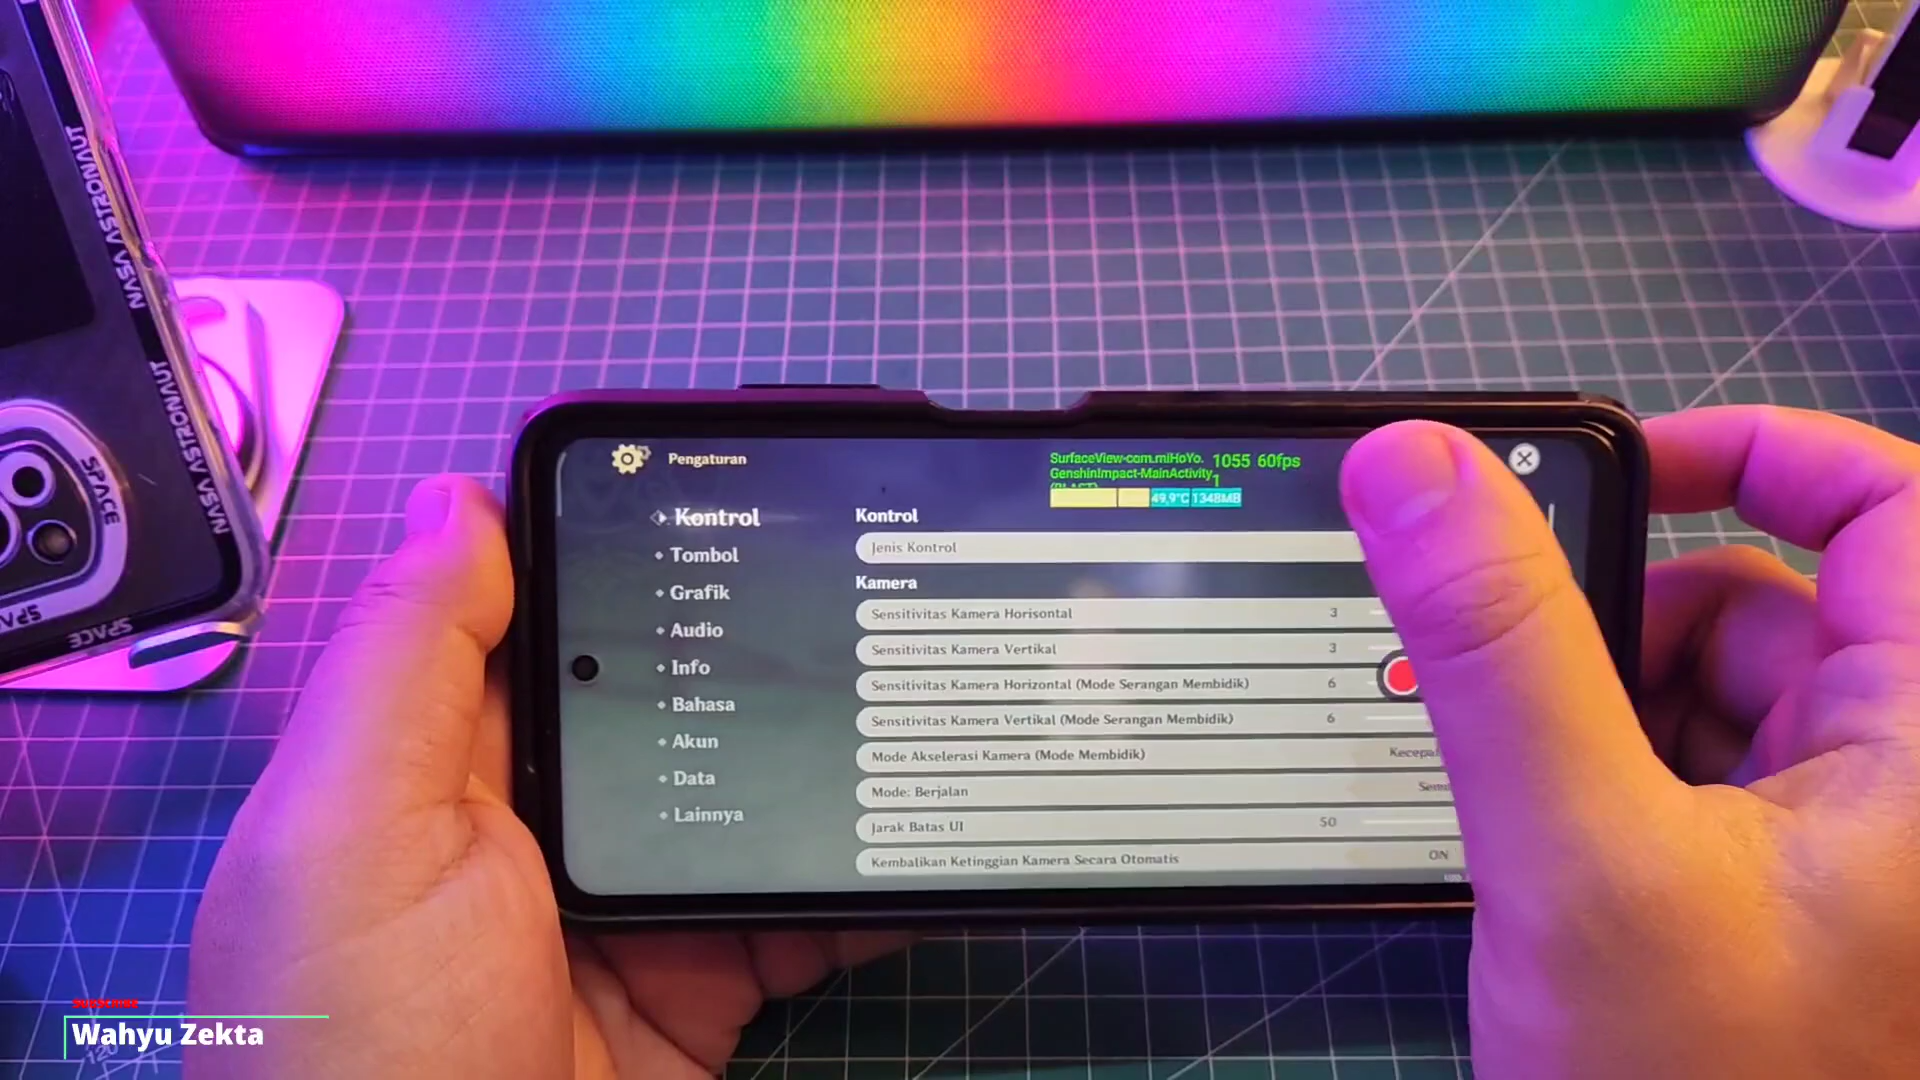 NASA ASTRONAUT
NASA ASTRONAUT
SPACE
SPACE
SPACE
Pengaturan
SurfaceView-com.miHoYo.
GenshinImpact-MainActivity
1055 60fps
1
49,9°C 1348MB
Kontrol
Tombol
Grafik
Audio
Info
Bahasa
Akun
Data
Lainnya
Kontrol
Jenis Kontrol
Kamera
Sensitivitas Kamera Horisontal 3
Sensitivitas Kamera Vertikal 3
Sensitivitas Kamera Horizontal (Mode Serangan Membidik) 6
Sensitivitas Kamera Vertikal (Mode Serangan Membidik) 6
Mode Akselerasi Kamera (Mode Membidik)
Mode: Berjalan
Jarak Batas UI 50
Kembalikan Ketinggian Kamera Secara Otomatis ON
SUBSCRIBE
Wahyu Zekta